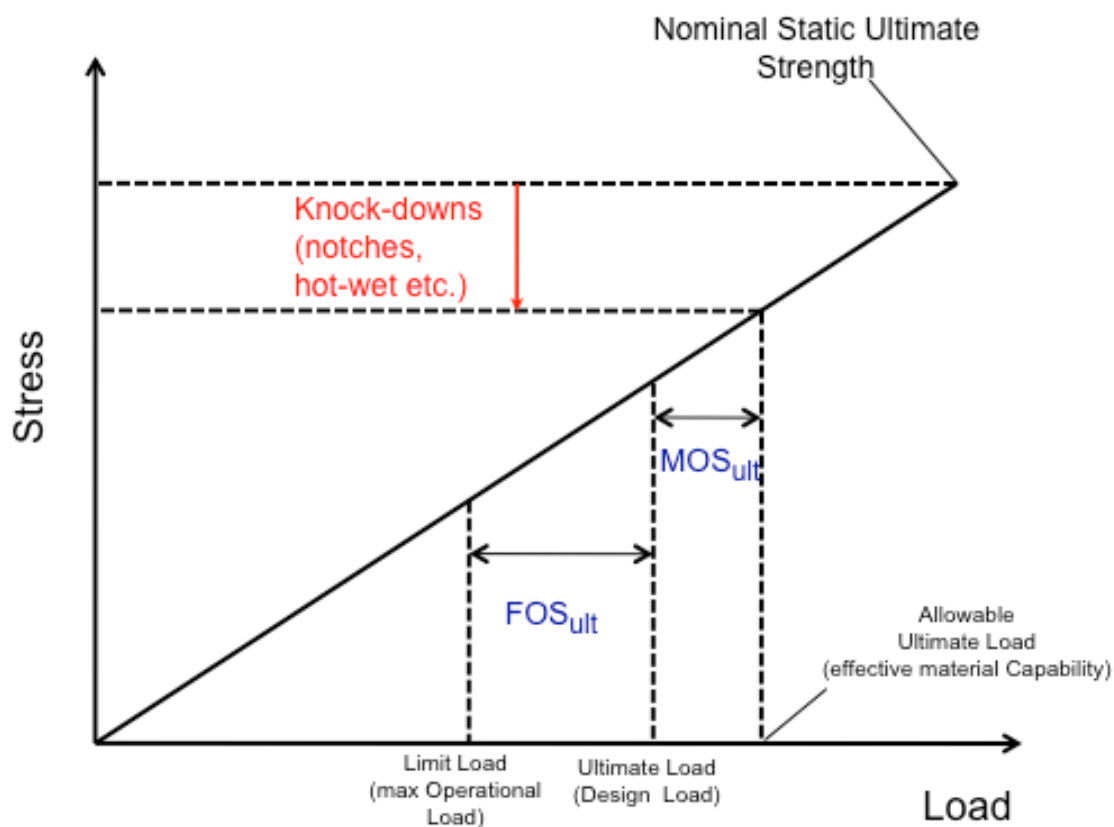 Nominal Static Ultimate
Strength
Knock-downs
(notches,
hot-wet etc.)
Stress
MOSult
FOSult
Allowable
Ultimate Load
(effective material Capability)
Limit Load
(max Operational
Load)
Ultimate Load
(Design Load)
Load